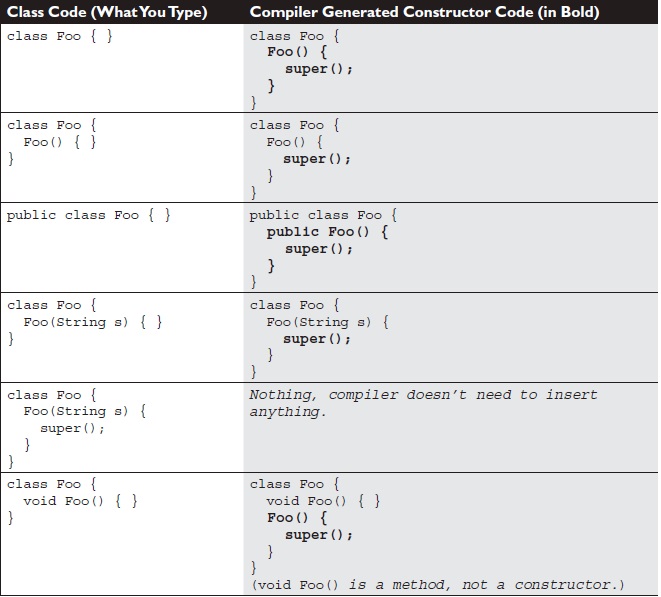 Class Code (What You Type)
Compiler Generated Constructor Code (in Bold)
class Foo { }
class Foo {
Foo() {
super();
}
}
class Foo {
Foo() { }
}
class Foo {
Foo() {
super();
}
}
public class Foo { }
public class Foo {
public Foo() {
super();
}
}
class Foo {
Foo(String s) { }
}
class Foo {
Foo(String s) {
super();
}
}
class Foo {
Foo(String s) {
super();
}
}
Nothing, compiler doesn't need to insert
anything.
class Foo {
void Foo() { }
}
class Foo {
void Foo() { }
Foo() {
super();
}
}
(void Foo() is a method, not a constructor.)